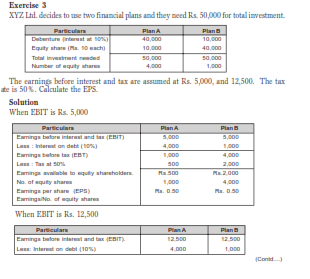 Exercise 3
XYZ Ltd. decides to use two financial plans and they need Rs. 50,000 for total investment.
Particulars Plan A Plan B
Debenture (interest at 10%) 40,000 10,000
Equity share (Rs. 10 each) 10,000 40,000
Total investment needed 50,000 50,000
Number of equity shares 4,000 1,000
The earnings before interest and tax are assumed at Rs. 5,000, and 12,500. The tax
ate is 50%. Calculate the EPS.
Solution
When EBIT is Rs. 5,000
Particulars Plan A Plan B
Earnings before interest and tax (EBIT) 5,000 5,000
Less : Interest on debt (10%) 4,000 1,000
Earnings before tax (EBT) 1,000 4,000
Less : Tax at 50% 500 2,000
Earnings available to equity shareholders. Rs.500 Rs.2,000
No. of equity shares 1,000 4,000
Earnings per share (EPS) Rs. 0.50 Rs. 0.50
Earnings/No. of equity shares
When EBIT is Rs. 12,500
Particulars Plan A Plan B
Earnings before interest and tax (EBIT) 12,500 12,500
Less: Interest on debt (10%) 4,000 1,000
(Contd....)